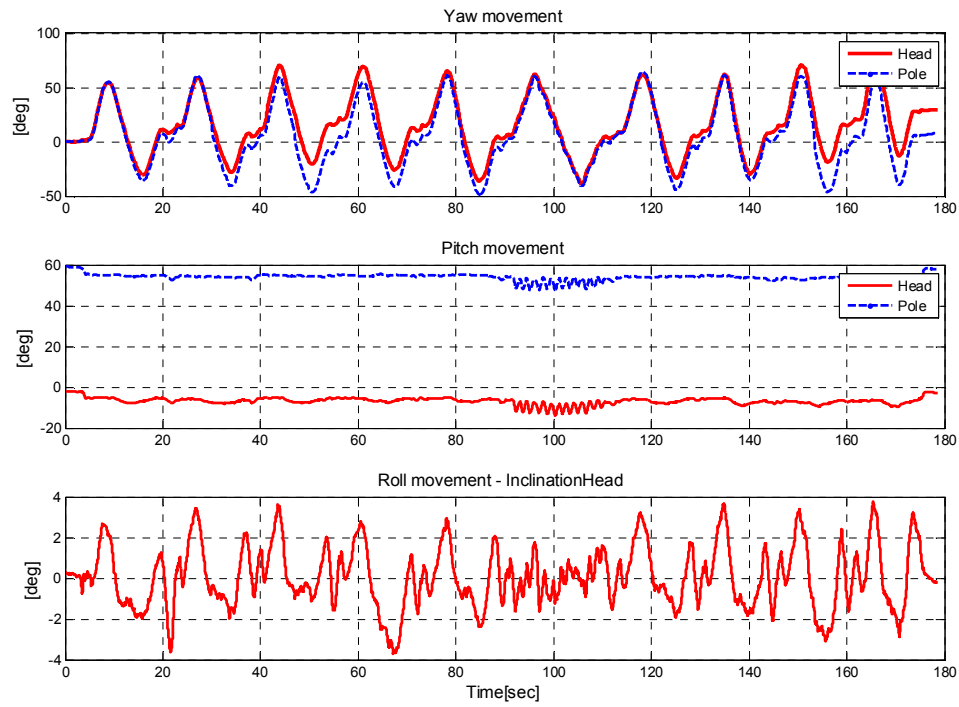 Yaw movement
100
50
0
-50
[deg]
Head
Pole
0 20 40 60 80 100 120 140 160 180
Pitch movement
60
40
20
0
-20
[deg]
Head
Pole
0 20 40 60 80 100 120 140 160 180
Roll movement - InclinationHead
4
2
0
-2
-4
[deg]
0 20 40 60 80 100 120 140 160 180
Time[sec]